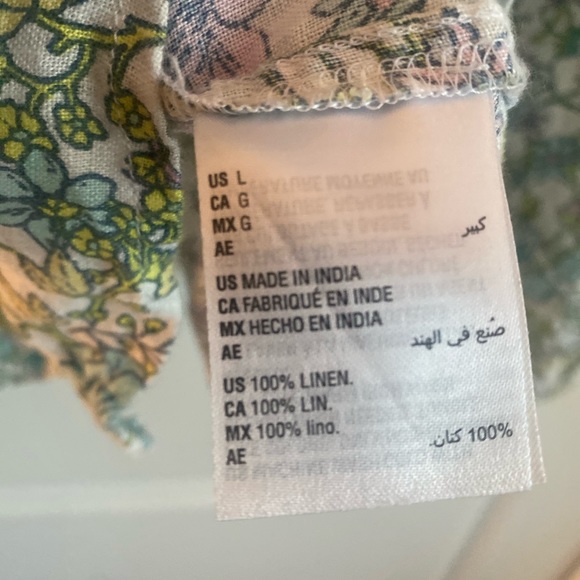 US L
CA G
MX G
AE كبير
US MADE IN INDIA
CA FABRIQUÉ EN INDE
MX HECHO EN INDIA
AE صُنع في الهند
US 100% LINEN.
CA 100% LIN.
MX 100% lino.
AE 100% كتان.